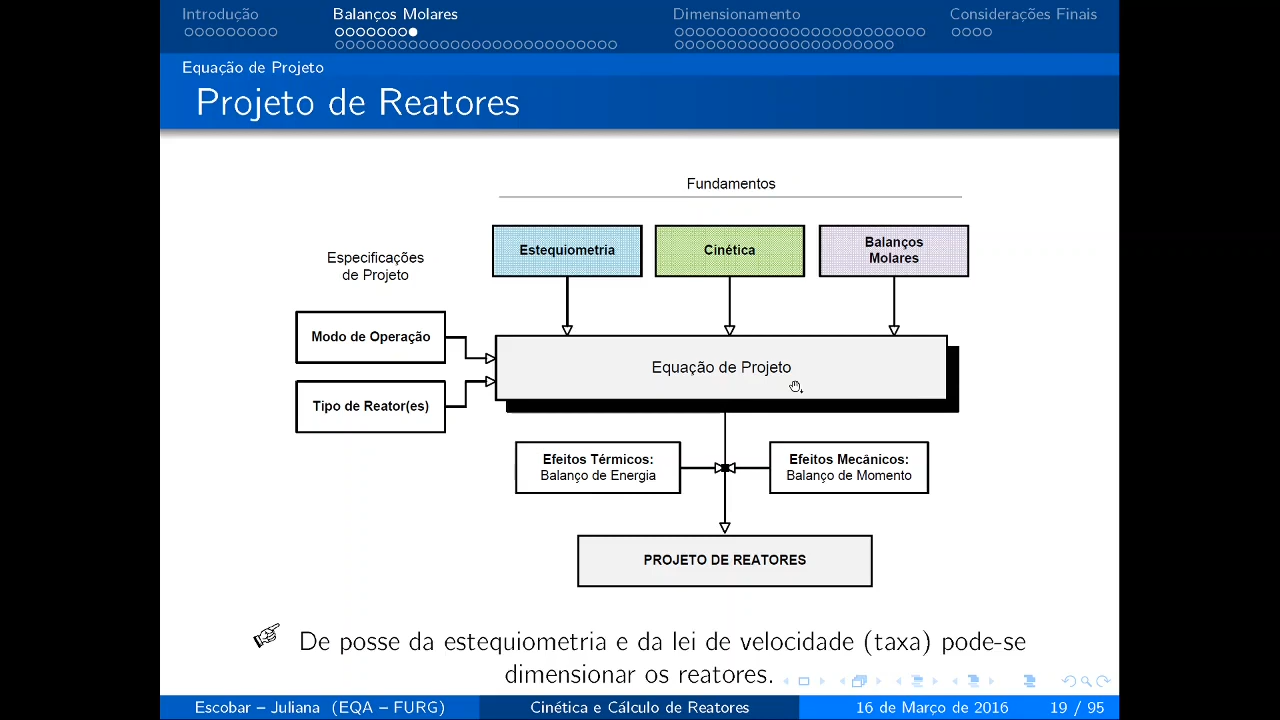 Introdução
Balanços Molares
Dimensionamento
Considerações Finais
Equação de Projeto
Projeto de Reatores
Fundamentos
Estequiometria
Cinética
Balanços
Molares
Especificações
de Projeto
Modo de Operação
Tipo de Reator(es)
Equação de Projeto
Efeitos Térmicos:
Balanço de Energia
Efeitos Mecânicos:
Balanço de Momento
PROJETO DE REATORES
De posse da estequiometria e da lei de velocidade (taxa) pode-se
dimensionar os reatores.
Escobar – Juliana (EQA – FURG)
Cinética e Cálculo de Reatores
16 de Março de 2016
19 / 95